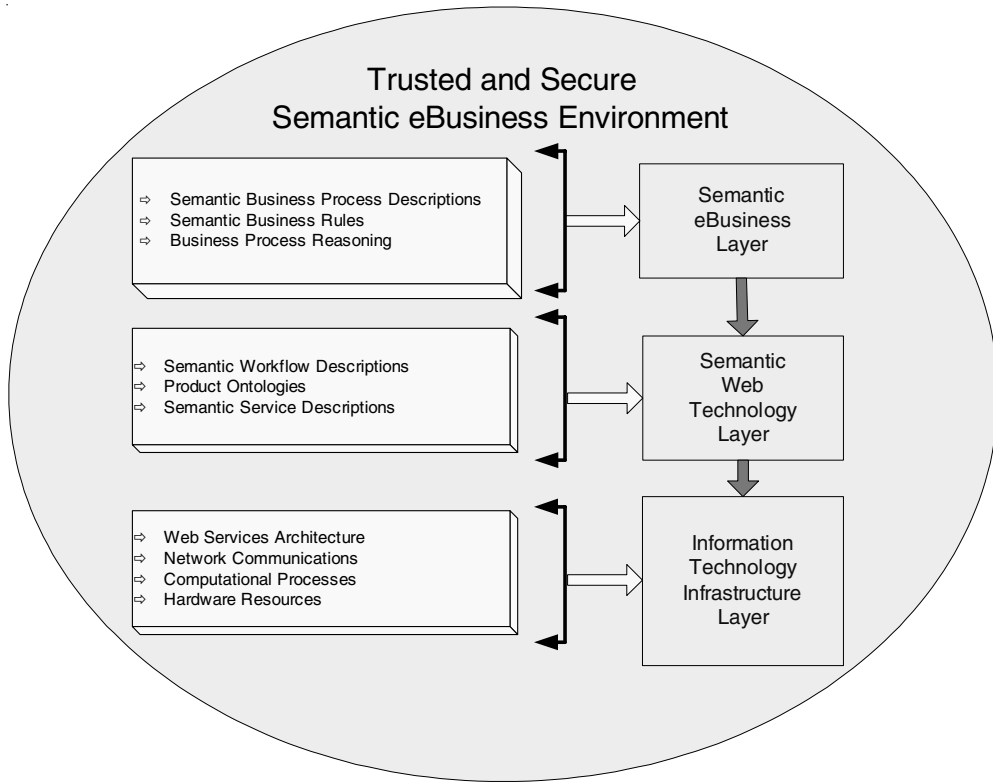 Trusted and Secure
Semantic eBusiness Environment
⇨ Semantic Business Process Descriptions
⇨ Semantic Business Rules
⇨ Business Process Reasoning
Semantic
eBusiness
Layer
⇨ Semantic Workflow Descriptions
⇨ Product Ontologies
⇨ Semantic Service Descriptions
Semantic
Web
Technology
Layer
⇨ Web Services Architecture
⇨ Network Communications
⇨ Computational Processes
⇨ Hardware Resources
Information
Technology
Infrastructure
Layer